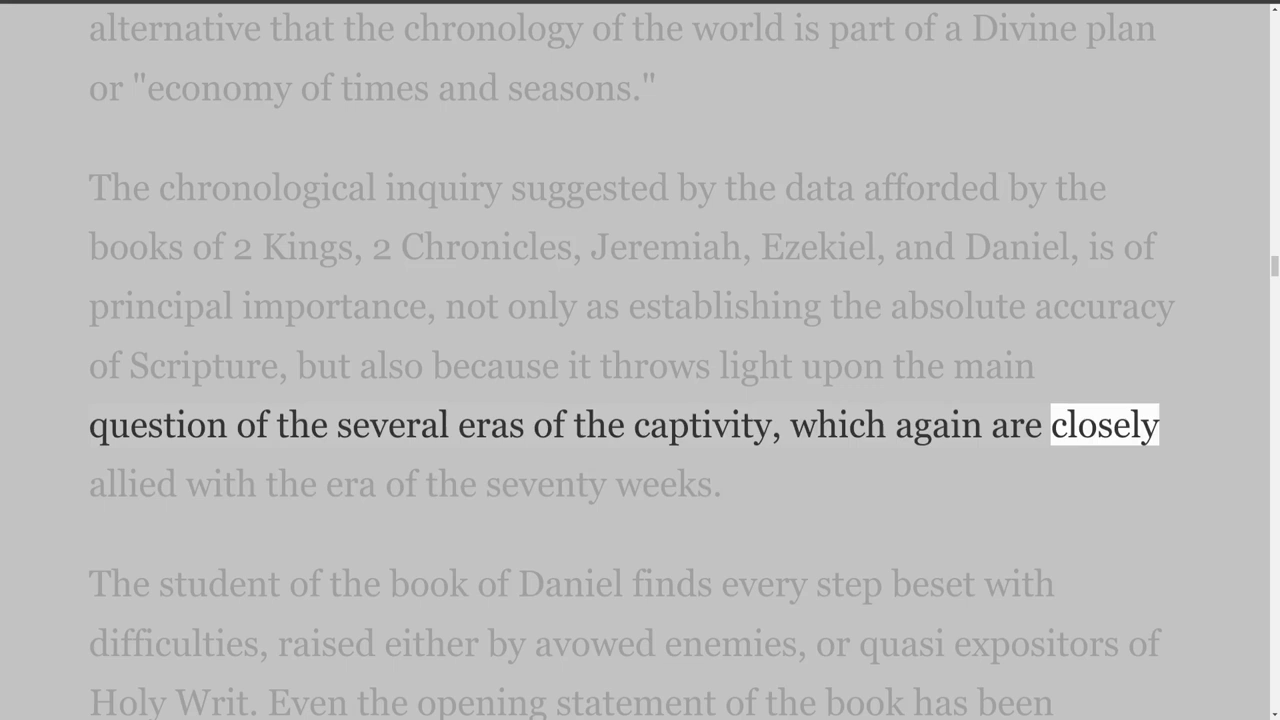 alternative that the chronology of the world is part of a Divine plan
or "economy of times and seasons."
The chronological inquiry suggested by the data afforded by the
books of 2 Kings, 2 Chronicles, Jeremiah, Ezekiel, and Daniel, is of
principal importance, not only as establishing the absolute accuracy
of Scripture, but also because it throws light upon the main
question of the several eras of the captivity, which again are closely
allied with the era of the seventy weeks.
The student of the book of Daniel finds every step beset with
difficulties, raised either by avowed enemies, or quasi expositors of
Holy Writ. Even the opening statement of the book has been